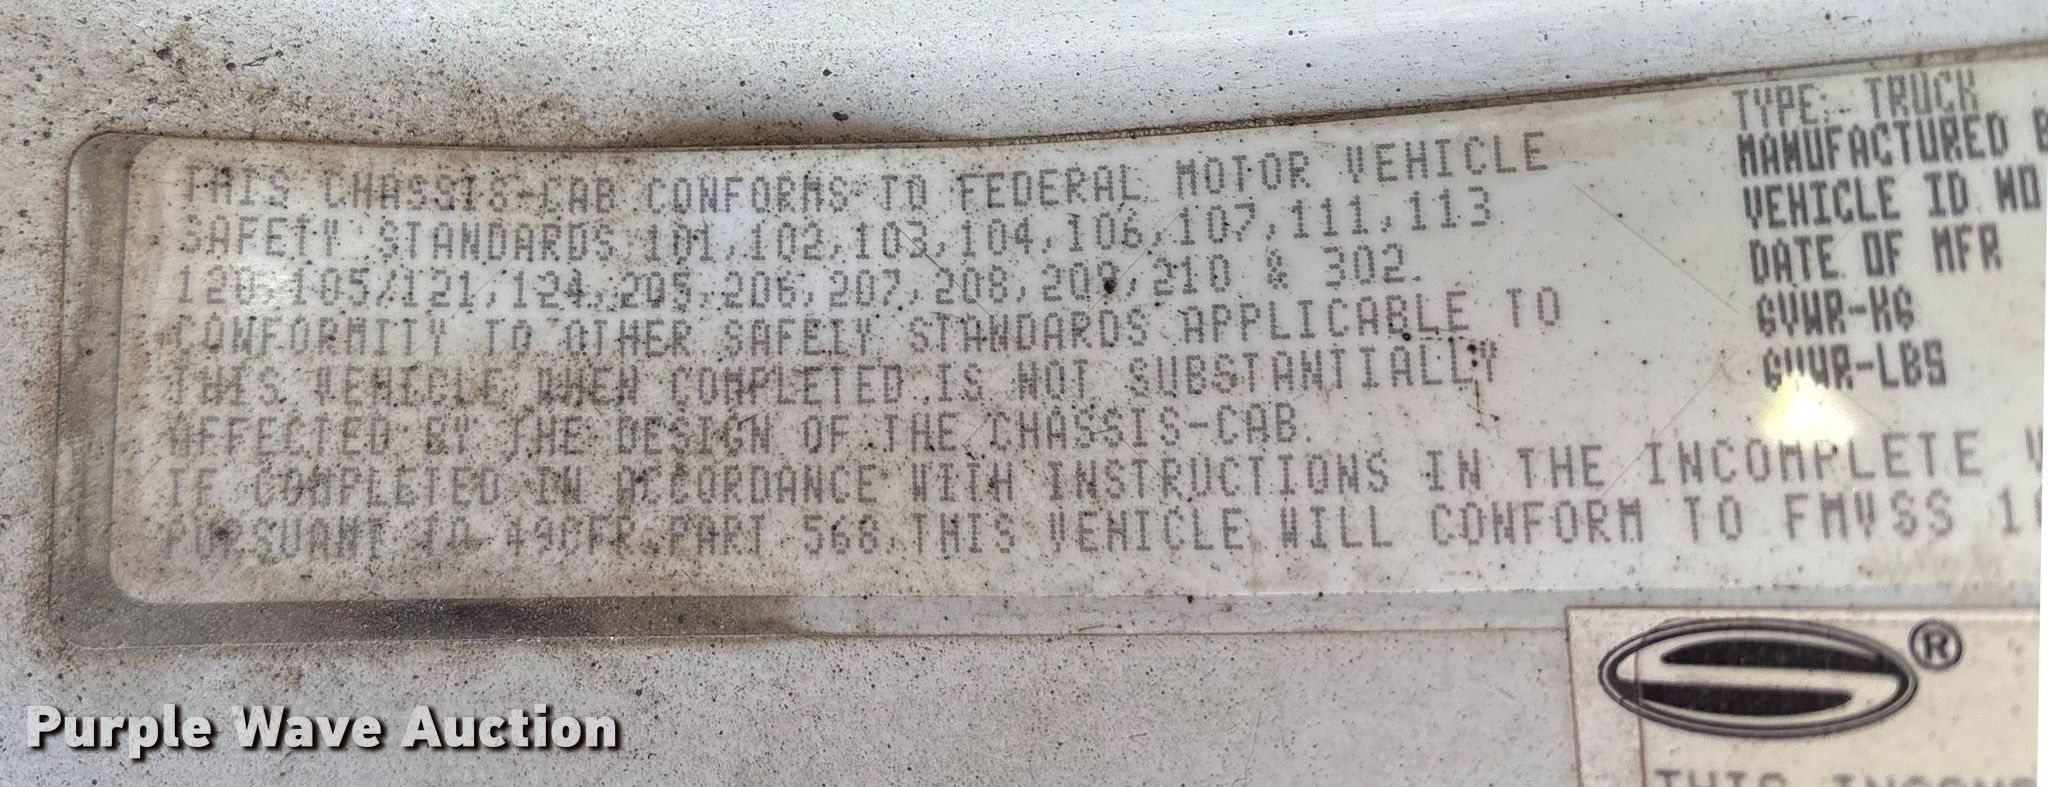 THIS CHASSIS-CAB CONFORMS TO FEDERAL MOTOR VEHICLE
SAFETY STANDARDS 101,102,103,104,106,107,111,113
120,105/121,124,205,206,207,208,209,210 & 302.
CONFORMITY TO OTHER SAFETY STANDARDS APPLICABLE TO
THIS VEHICLE WHEN COMPLETED IS NOT SUBSTANTIALLY
AFFECTED BY THE DESIGN OF THE CHASSIS-CAB.
IF COMPLETED IN ACCORDANCE WITH INSTRUCTIONS IN THE INCOMPLETE V
PURSUANT TO 49CFR PART 568, THIS VEHICLE WILL CONFORM TO FMVSS 1
TYPE: TRUCK
MANUFACTURED B
VEHICLE ID NO
DATE OF MFR
GVWR-KG
GVWR-LBS
®
THIS INCOMP
Purple Wave Auction